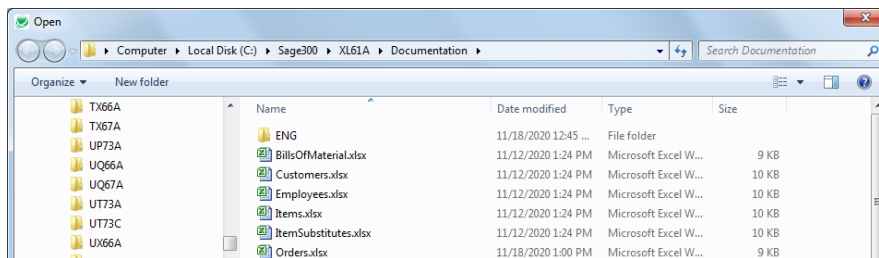 Open
Computer Local Disk (C:) Sage300 XL61A Documentation Search Documentation
Organize New folder
Name Date modified Type Size
TX66A
TX67A
UP73A
UQ66A
UQ67A
UT73A
UT73C
UX66A
ENG 11/18/2020 12:45 ... File folder
BillsOfMaterial.xlsx 11/12/2020 1:24 PM Microsoft Excel W... 9 KB
Customers.xlsx 11/12/2020 1:24 PM Microsoft Excel W... 10 KB
Employees.xlsx 11/12/2020 1:24 PM Microsoft Excel W... 10 KB
Items.xlsx 11/12/2020 1:24 PM Microsoft Excel W... 10 KB
ItemSubstitutes.xlsx 11/12/2020 1:24 PM Microsoft Excel W... 10 KB
Orders.xlsx 11/18/2020 1:00 PM Microsoft Excel W... 9 KB